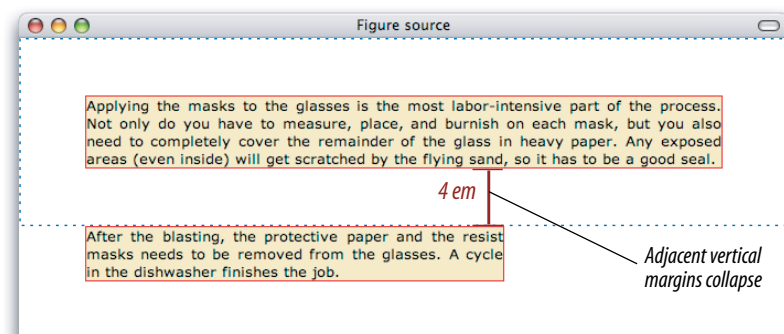 Figure source
Applying the masks to the glasses is the most labor-intensive part of the process.
Not only do you have to measure, place, and burnish on each mask, but you also
need to completely cover the remainder of the glass in heavy paper. Any exposed
areas (even inside) will get scratched by the flying sand, so it has to be a good seal.
4 em
After the blasting, the protective paper and the resist
masks needs to be removed from the glasses. A cycle
in the dishwasher finishes the job.
Adjacent vertical
margins collapse